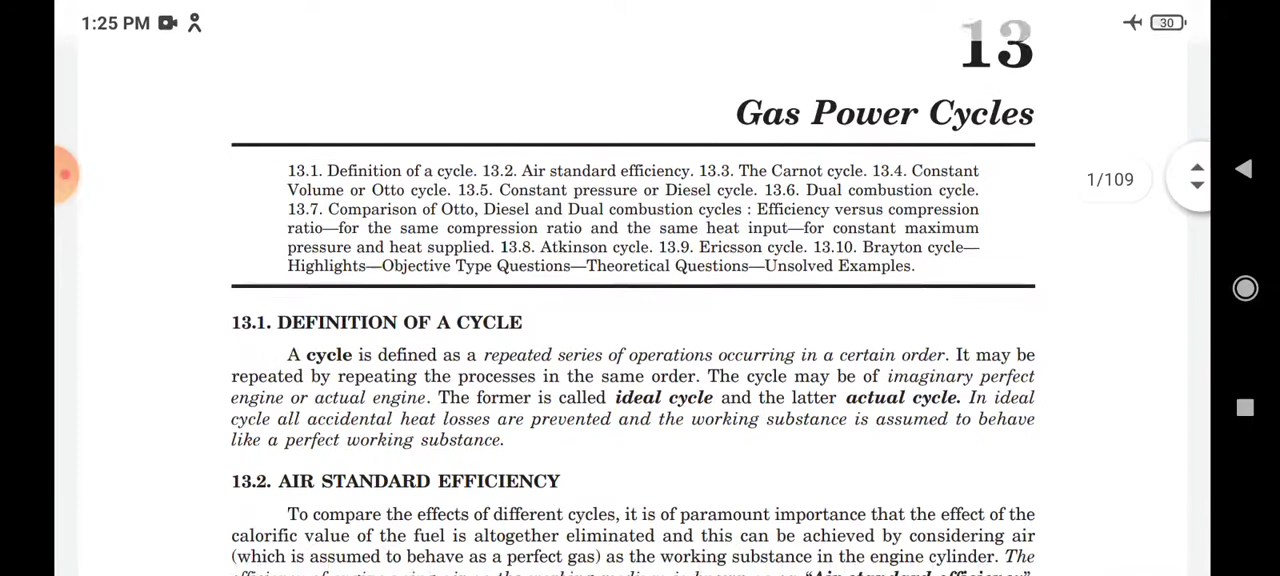 1:25 PM
30
13
Gas Power Cycles
13.1. Definition of a cycle. 13.2. Air standard efficiency. 13.3. The Carnot cycle. 13.4. Constant
Volume or Otto cycle. 13.5. Constant pressure or Diesel cycle. 13.6. Dual combustion cycle.
13.7. Comparison of Otto, Diesel and Dual combustion cycles : Efficiency versus compression
ratio—for the same compression ratio and the same heat input—for constant maximum
pressure and heat supplied. 13.8. Atkinson cycle. 13.9. Ericsson cycle. 13.10. Brayton cycle—
Highlights—Objective Type Questions—Theoretical Questions—Unsolved Examples.
1/109
13.1. DEFINITION OF A CYCLE
A cycle is defined as a repeated series of operations occurring in a certain order. It may be
repeated by repeating the processes in the same order. The cycle may be of imaginary perfect
engine or actual engine. The former is called ideal cycle and the latter actual cycle. In ideal
cycle all accidental heat losses are prevented and the working substance is assumed to behave
like a perfect working substance.
13.2. AIR STANDARD EFFICIENCY
To compare the effects of different cycles, it is of paramount importance that the effect of the
calorific value of the fuel is altogether eliminated and this can be achieved by considering air
(which is assumed to behave as a perfect gas) as the working substance in the engine cylinder. The
"Air standard efficiency".